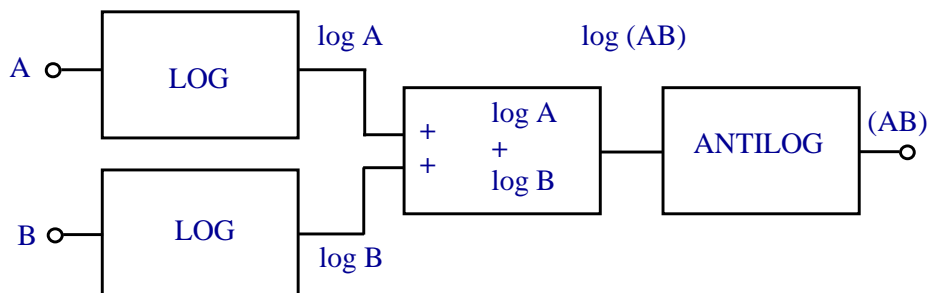 log A
log (AB)
A
LOG
+
log A
+
+
log B
ANTILOG
(AB)
B
LOG
log B